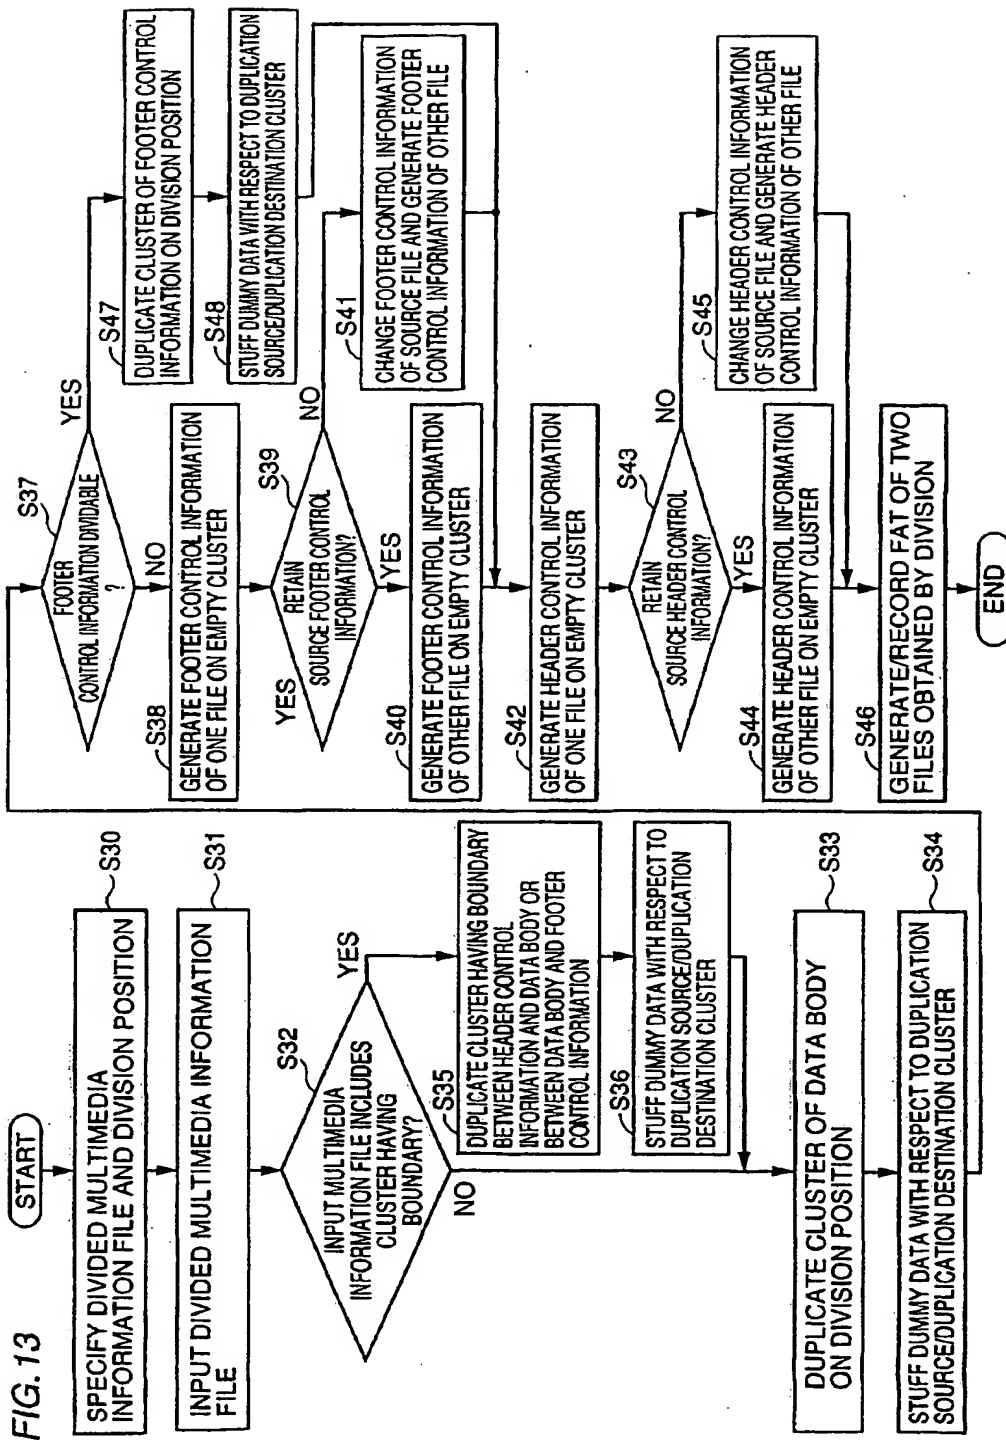 FIG.13
START
S30
SPECIFY DIVIDED MULTIMEDIA
INFORMATION FILE AND DIVISION POSITION
S31
INPUT DIVIDED MULTIMEDIA INFORMATION
FILE
S32
INPUT MULTIMEDIA
INFORMATION FILE INCLUDES
CLUSTER HAVING
BOUNDARY?
YES
NO
S35
DUPLICATE CLUSTER HAVING BOUNDARY
BETWEEN HEADER CONTROL
INFORMATION AND DATA BODY OR
BETWEEN DATA BODY AND FOOTER
CONTROL INFORMATION
S36
STUFF DUMMY DATA WITH RESPECT TO
DUPLICATION SOURCE/DUPLICATION
DESTINATION CLUSTER
S33
DUPLICATE CLUSTER OF DATA BODY
ON DIVISION POSITION
S34
STUFF DUMMY DATA WITH RESPECT TO DUPLICATION
SOURCE/DUPLICATION DESTINATION CLUSTER
S37
FOOTER
CONTROL INFORMATION DIVIDABLE
?
YES
NO
S47
DUPLICATE CLUSTER OF FOOTER CONTROL
INFORMATION ON DIVISION POSITION
S48
STUFF DUMMY DATA WITH RESPECT TO DUPLICATION
SOURCE/DUPLICATION DESTINATION CLUSTER
S38
GENERATE FOOTER CONTROL INFORMATION
OF ONE FILE ON EMPTY CLUSTER
S39
YES
RETAIN
SOURCE FOOTER CONTROL
INFORMATION?
NO
YES
S41
CHANGE FOOTER CONTROL INFORMATION
OF SOURCE FILE AND GENERATE FOOTER
CONTROL INFORMATION OF OTHER FILE
S40
GENERATE FOOTER CONTROL INFORMATION
OF OTHER FILE ON EMPTY CLUSTER
S42
GENERATE HEADER CONTROL INFORMATION
OF ONE FILE ON EMPTY CLUSTER
S43
RETAIN
SOURCE HEADER CONTROL
INFORMATION?
NO
YES
S45
CHANGE HEADER CONTROL INFORMATION
OF SOURCE FILE AND GENERATE HEADER
CONTROL INFORMATION OF OTHER FILE
S44
GENERATE HEADER CONTROL INFORMATION
OF OTHER FILE ON EMPTY CLUSTER
S46
GENERATE/RECORD FAT OF TWO
FILES OBTAINED BY DIVISION
END